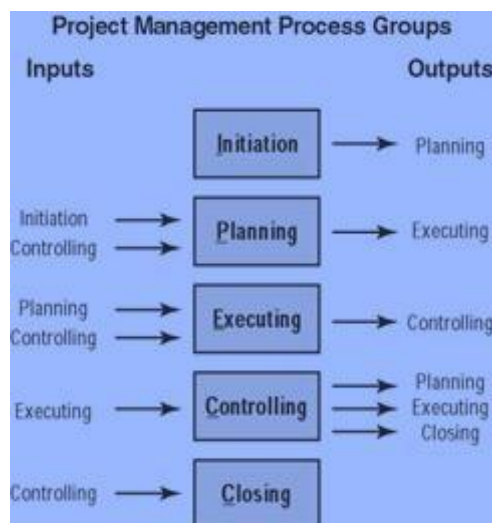 Project Management Process Groups
Inputs Outputs
Initiation Planning
Initiation
Controlling
Planning Executing
Planning
Controlling
Executing Controlling
Executing Controlling
Planning
Executing
Closing
Controlling Closing